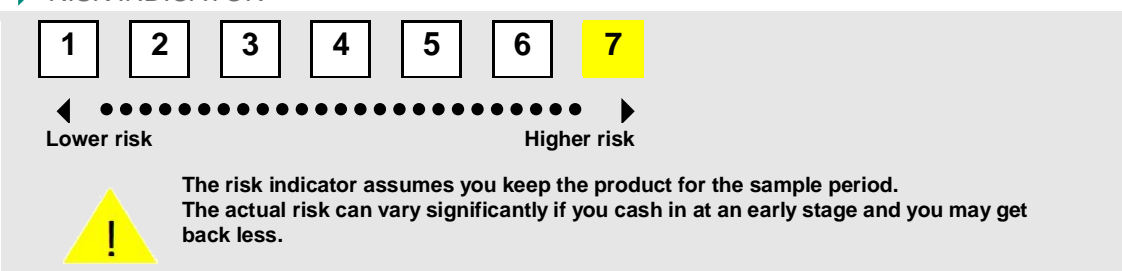 RISK INDICATOR
1 2 3 4 5 6 7
Lower risk Higher risk
The risk indicator assumes you keep the product for the sample period.
The actual risk can vary significantly if you cash in at an early stage and you may get
back less.
!